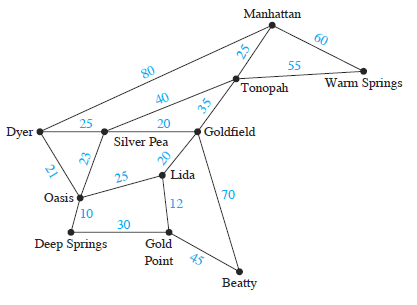 Manhattan
60
25
80
55
Tonopah
Warm Springs
40
35
Dyer
25
20
Goldfield
Silver Pea
23
20
21
25
Lida
Oasis
12
70
10
30
Deep Springs
Gold
Point
45
Beatty